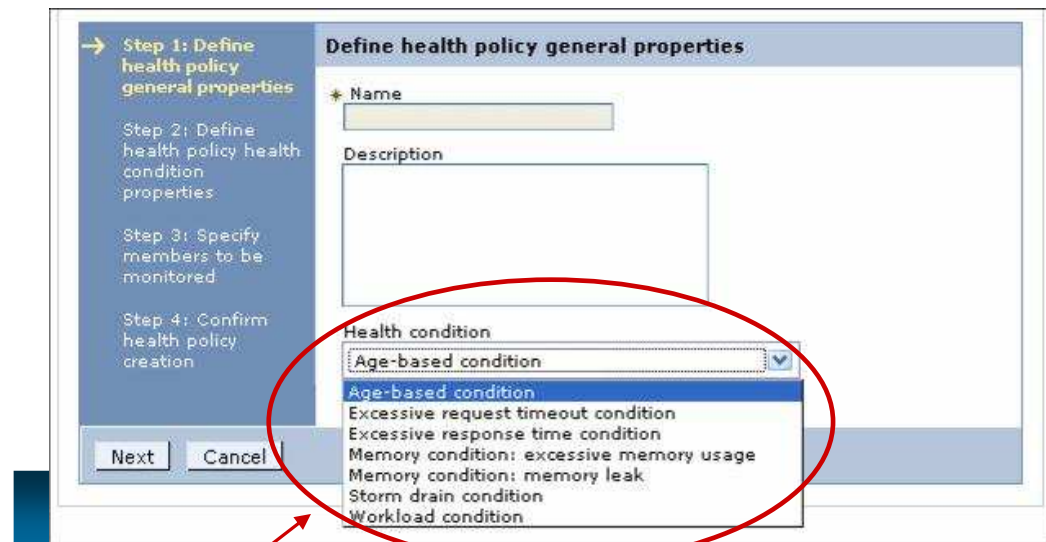 Step 1: Define
health policy
general properties
Step 2: Define
health policy health
condition
properties
Step 3: Specify
members to be
monitored
Step 4: Confirm
health policy
creation
Define health policy general properties
* Name
Description
Health condition
Age-based condition
Age-based condition
Excessive request timeout condition
Excessive response time condition
Memory condition: excessive memory usage
Memory condition: memory leak
Storm drain condition
Workload condition
Next
Cancel